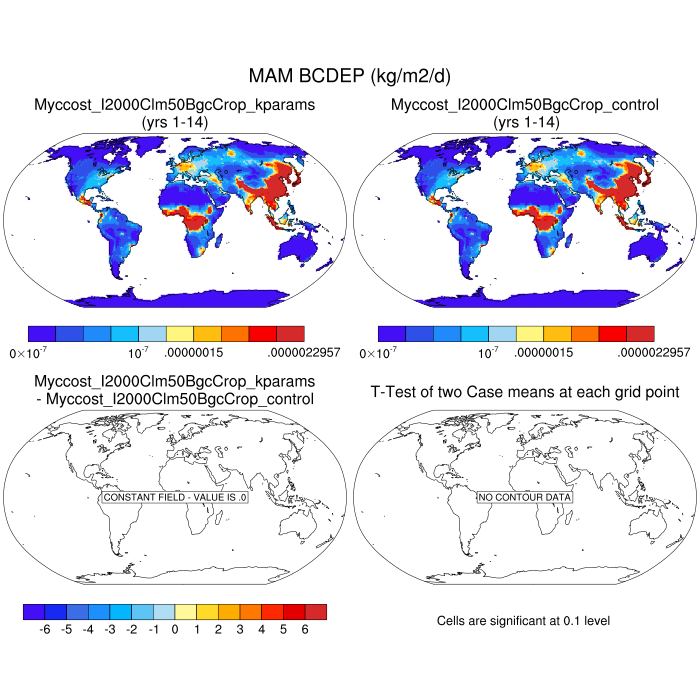 MAM BCDEP (kg/m2/d)
Myccost_I2000Clm50BgcCrop_kparams
(yrs 1-14)
Myccost_I2000Clm50BgcCrop_control
(yrs 1-14)
0×10⁻⁷ 10⁻⁷ .00000015 .0000022957
0×10⁻⁷ 10⁻⁷ .00000015 .0000022957
Myccost_I2000Clm50BgcCrop_kparams
- Myccost_I2000Clm50BgcCrop_control
T-Test of two Case means at each grid point
CONSTANT FIELD - VALUE IS .0
NO CONTOUR DATA
-6 -5 -4 -3 -2 -1 0 1 2 3 4 5 6
Cells are significant at 0.1 level